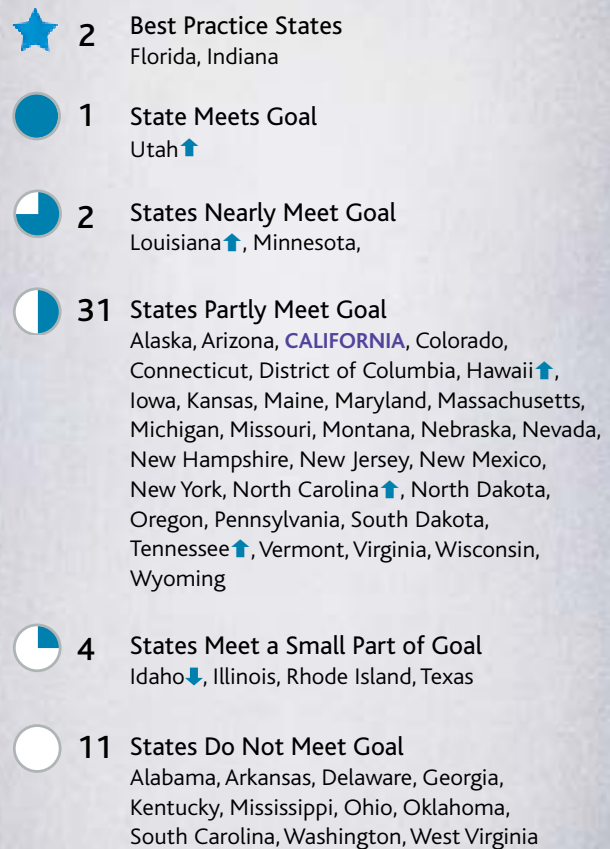 2 Best Practice States
Florida, Indiana
1 State Meets Goal
Utah⬆
2 States Nearly Meet Goal
Louisiana⬆, Minnesota,
31 States Partly Meet Goal
Alaska, Arizona, CALIFORNIA, Colorado,
Connecticut, District of Columbia, Hawaii⬆,
Iowa, Kansas, Maine, Maryland, Massachusetts,
Michigan, Missouri, Montana, Nebraska, Nevada,
New Hampshire, New Jersey, New Mexico,
New York, North Carolina⬆, North Dakota,
Oregon, Pennsylvania, South Dakota,
Tennessee⬆, Vermont, Virginia, Wisconsin,
Wyoming
4 States Meet a Small Part of Goal
Idaho⬇, Illinois, Rhode Island, Texas
11 States Do Not Meet Goal
Alabama, Arkansas, Delaware, Georgia,
Kentucky, Mississippi, Ohio, Oklahoma,
South Carolina, Washington, West Virginia